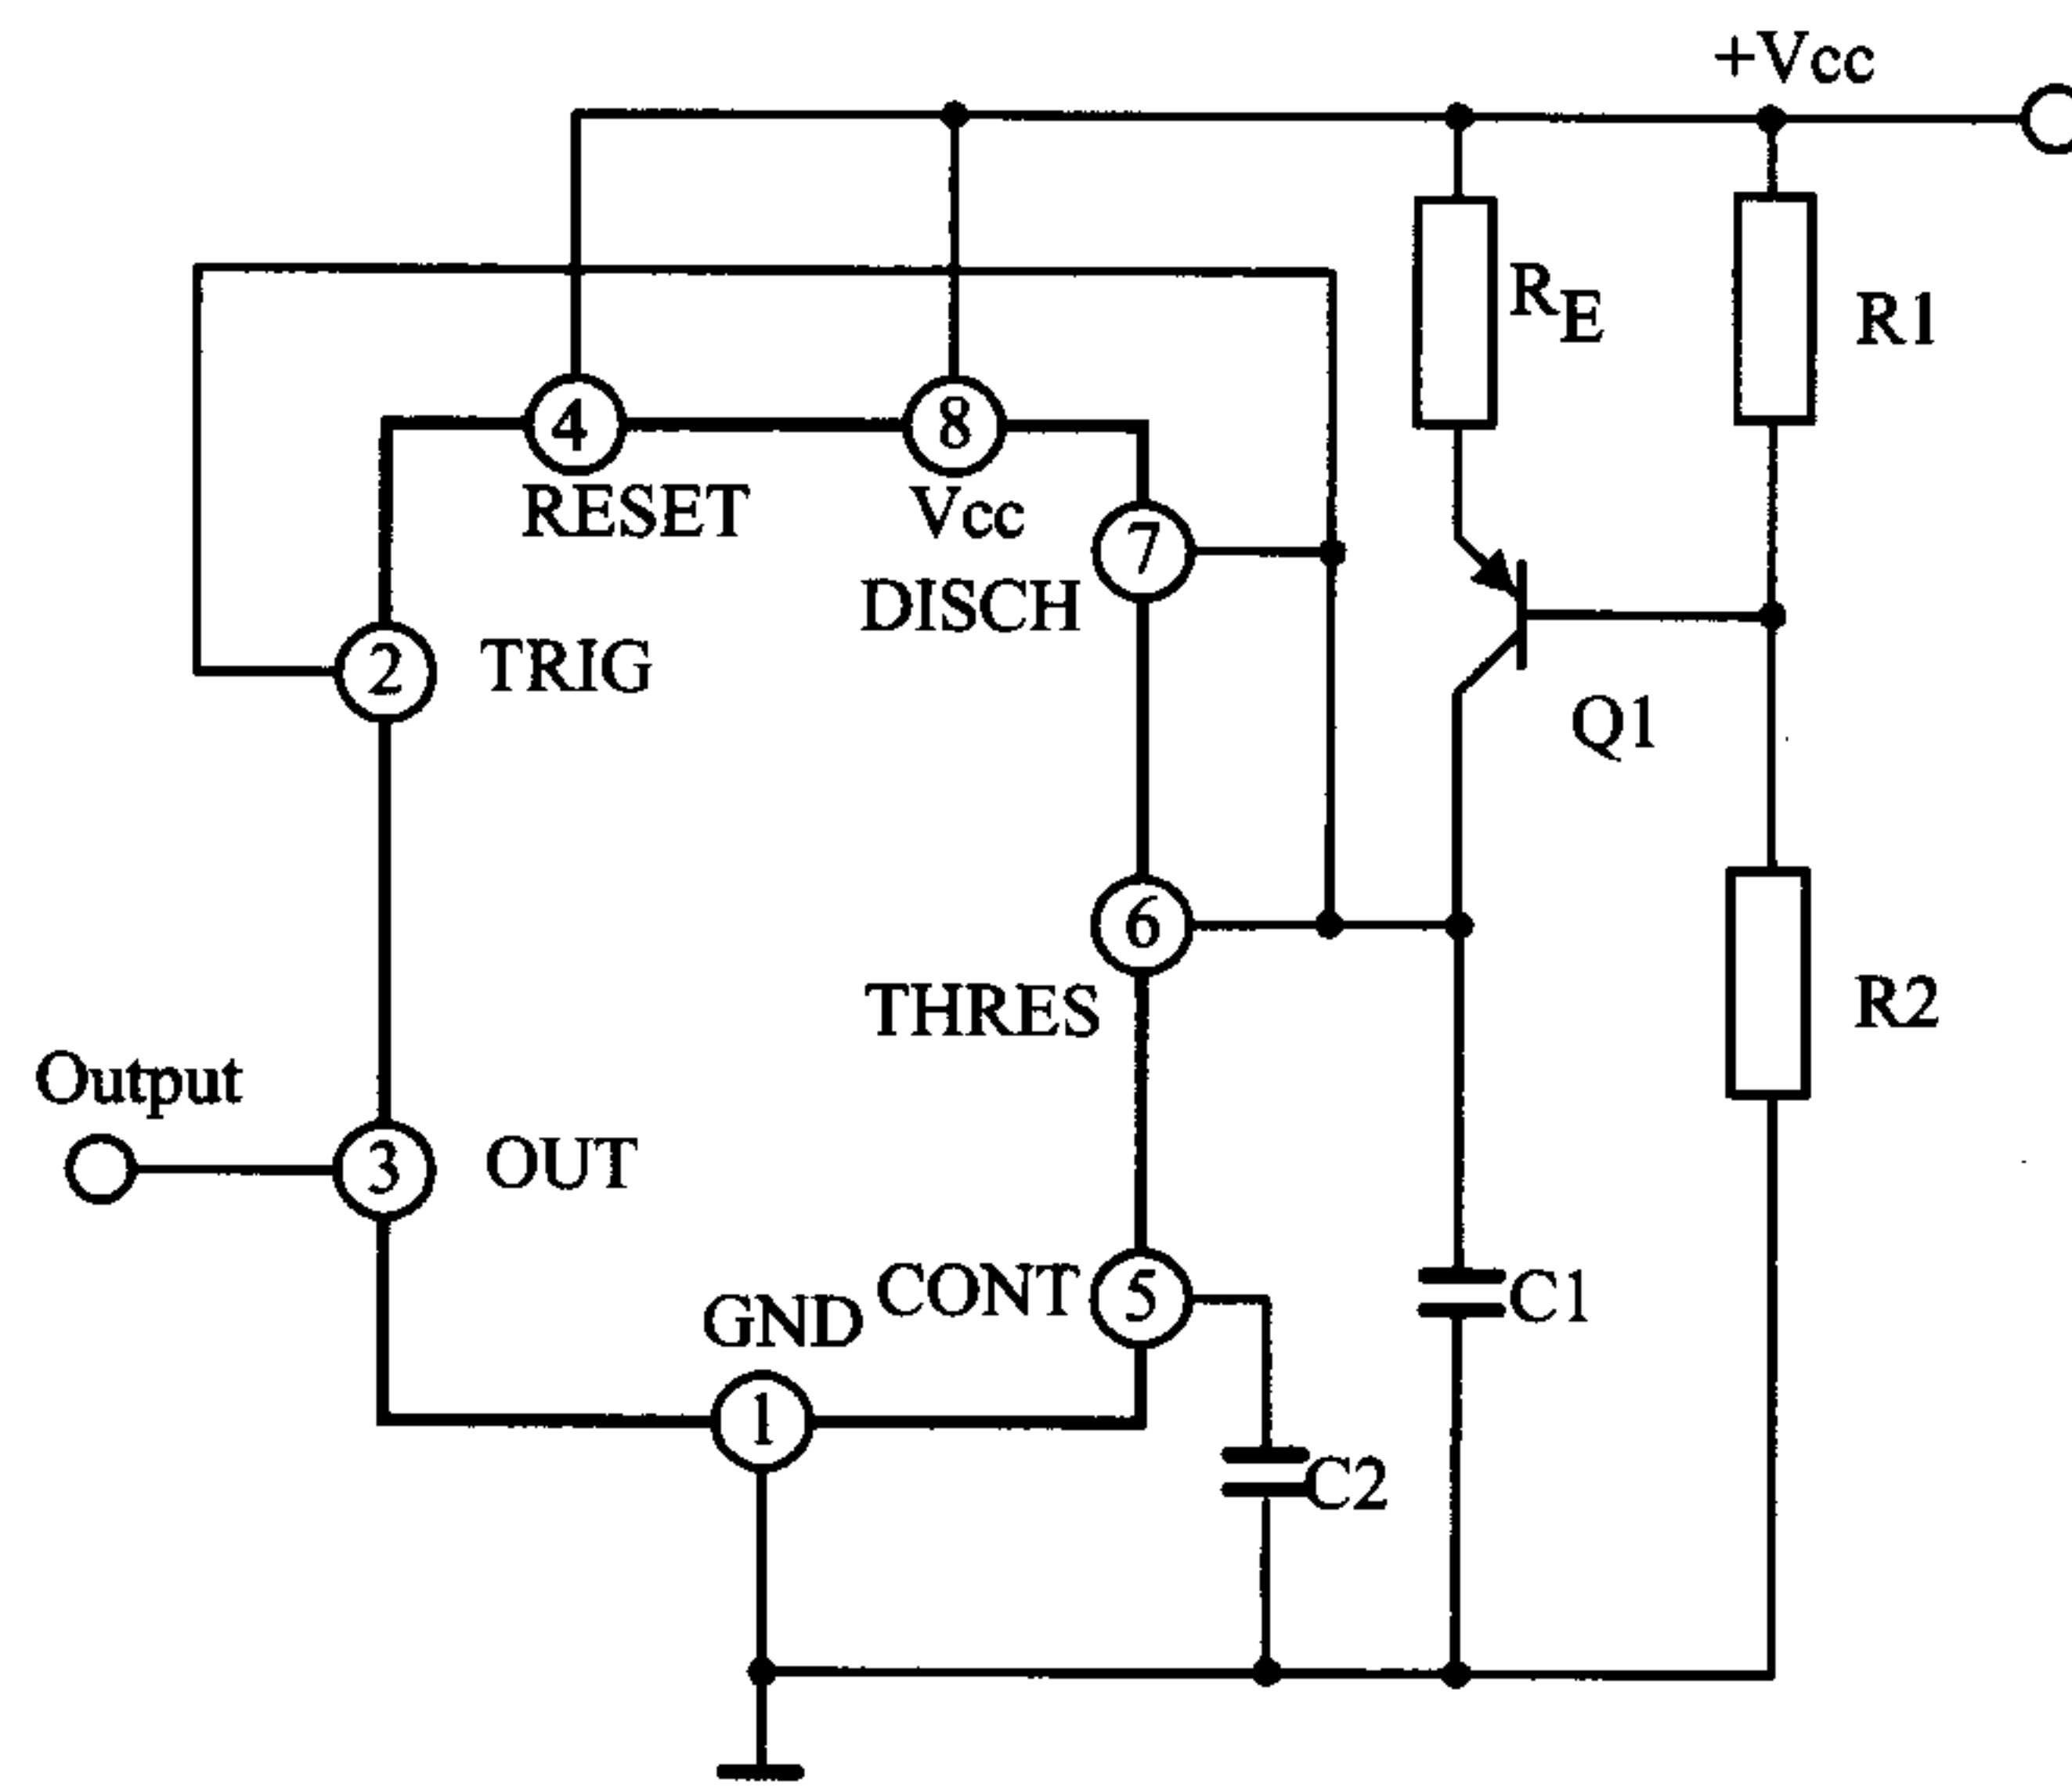 +Vcc
RE
R1
4
8
RESET
Vcc
7
DISCH
2
TRIG
Q1
6
THRES
R2
Output
3
OUT
CONT
5
GND
C1
1
C2